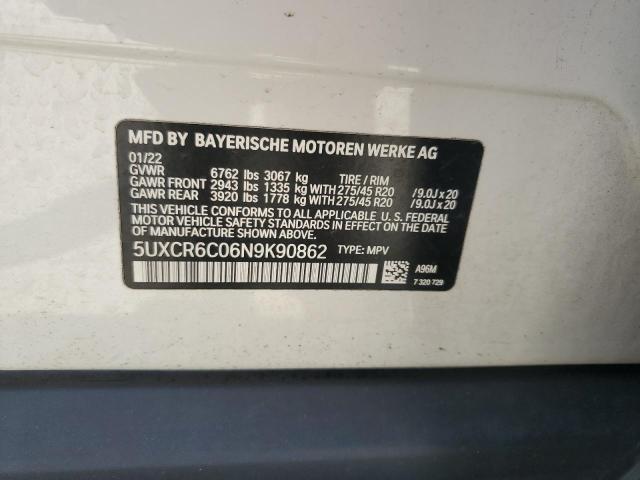 MFD BY BAYERISCHE MOTOREN WERKE AG
01/22
GVWR 6762 lbs 3067 kg TIRE / RIM
GAWR FRONT 2943 lbs 1335 kg WITH 275/45 R20 /9.0J x 20
GAWR REAR 3920 lbs 1778 kg WITH 275/45 R20 /9.0J x 20
THIS VEHICLE CONFORMS TO ALL APPLICABLE U.S. FEDERAL
MOTOR VEHICLE SAFETY STANDARDS IN EFFECT ON THE DATE
OF MANUFACTURE SHOWN ABOVE.
5UXCR6C06N9K90862 TYPE: MPV
A96M
7 320 729